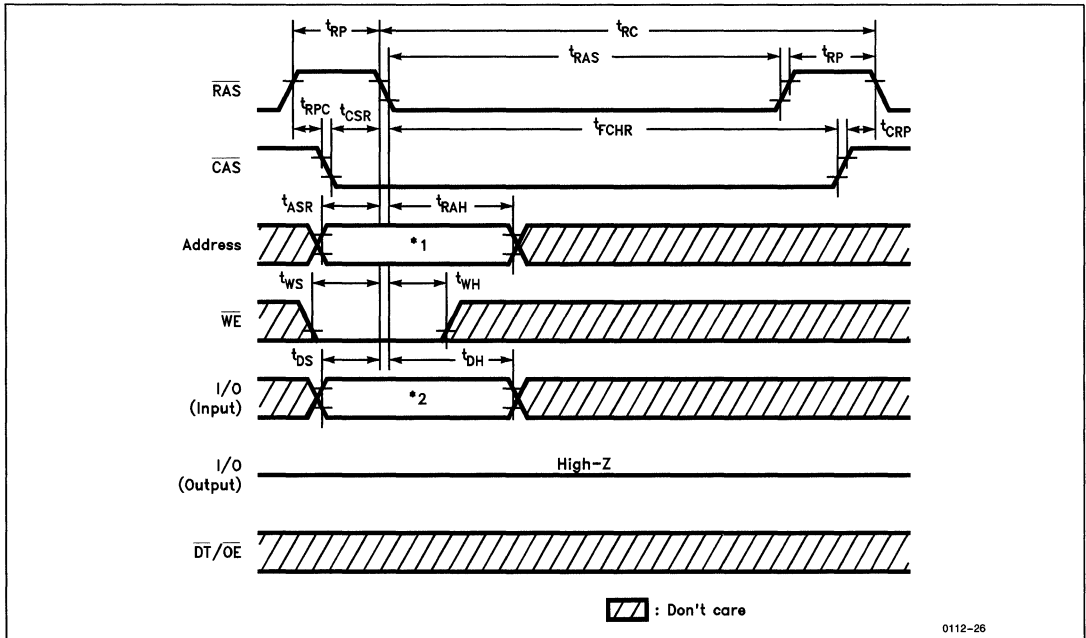 tRP
tRC
tRAS
tRP
RAS
tRPC
tCSR
tFCHR
tCRP
CAS
tASR
tRAH
Address
*1
tWS
tWH
WE
tDS
tDH
I/O
(Input)
*2
I/O
(Output)
High-Z
DT/OE
: Don't care
0112-26